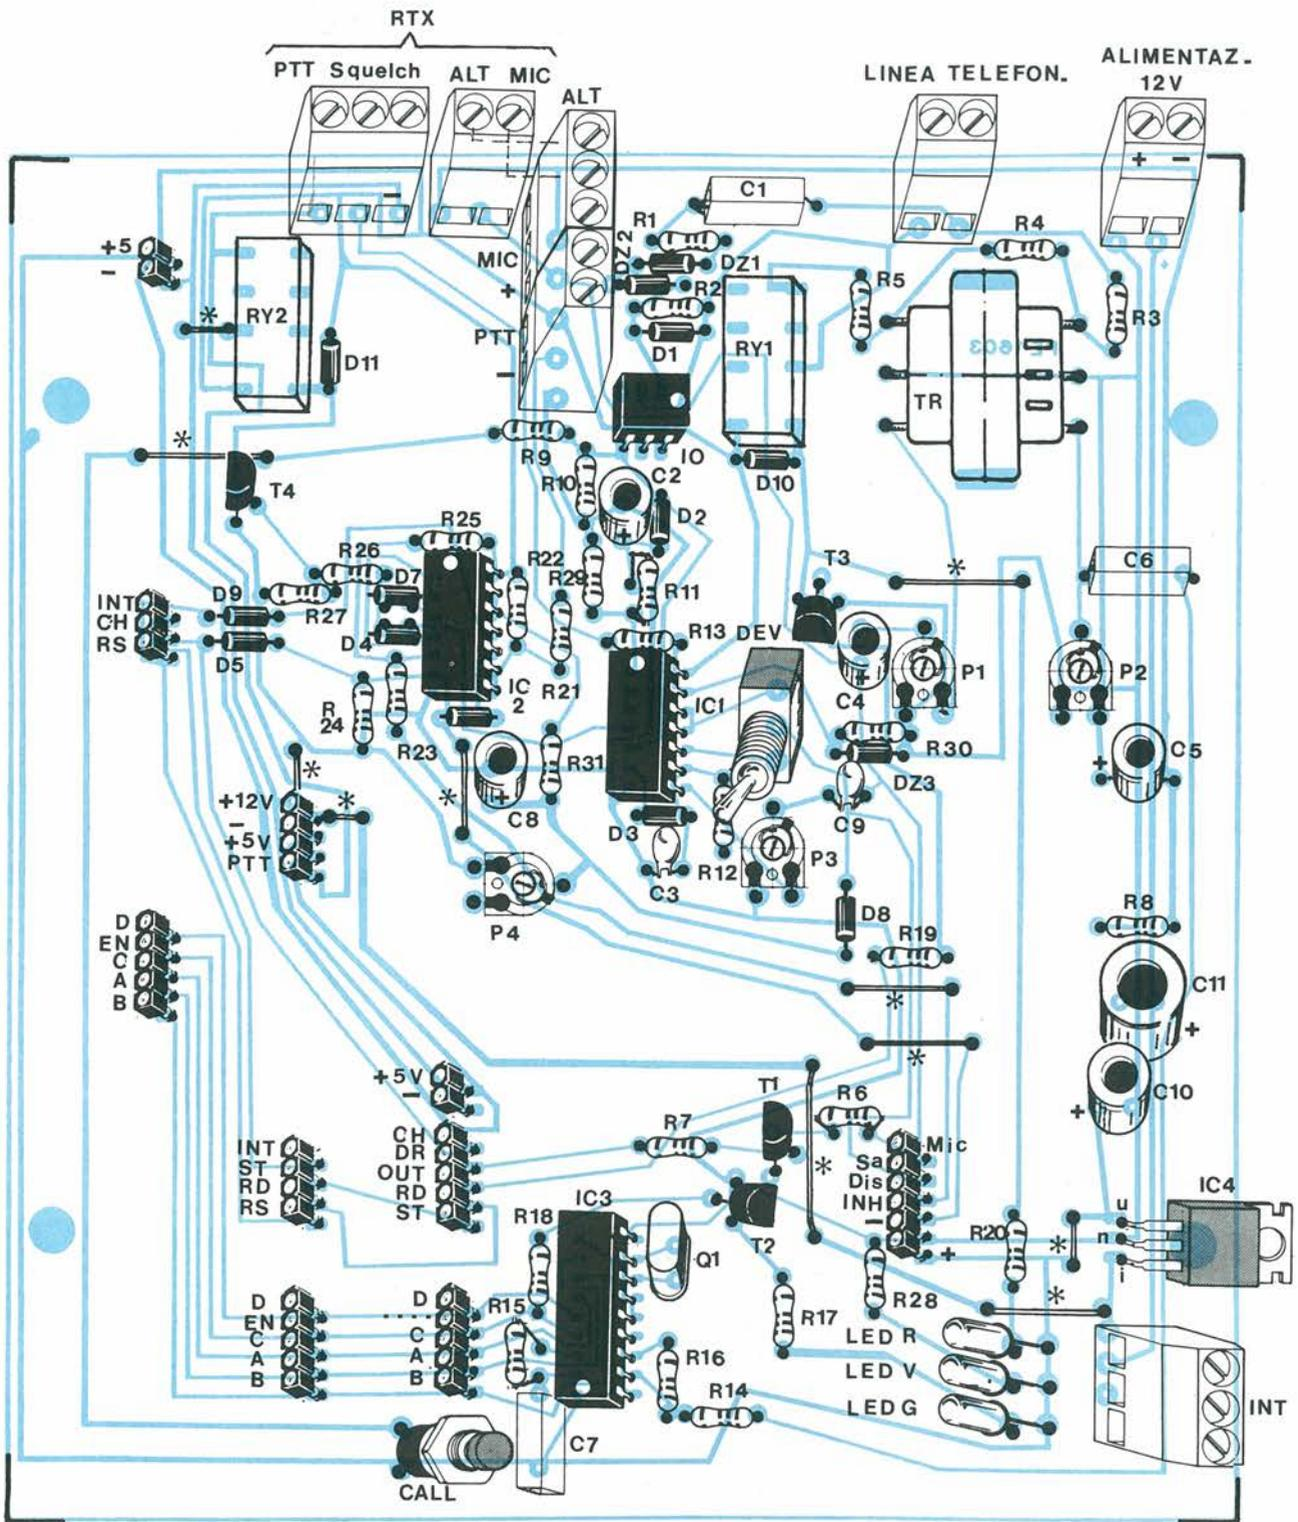 RTX
PTT Squelch
ALT MIC
ALT
LINEA TELEFON.
ALIMENTAZ.
12V
+ -
-
+5
-
*
RY2
D11
MIC
+
PTT
-
C1
R1
DZ2
DZ1
R2
D1
RY1
R5
R4
R3
TR
IO
D10
*
T4
R9
R10
C2
D2
R25
R26
D7
R22
R29
R11
T3
*
C6
INT
CH
RS
D9
D5
R27
D4
R13
DEV
IC
2
R21
IC1
C4
P1
P2
R
24
R23
R31
R30
DZ3
C5
+12V
-
+5V
PTT
*
*
*
C8
D3
C3
R12
P3
C9
P4
D8
R19
R8
D
EN
C
A
B
*
C11
+
*
+5V
-
T1
R6
C10
+
CH
DR
OUT
RD
ST
INT
ST
RD
RS
R7
*
Mic
Sa
Dis
INH
-
+
IC3
R18
Q1
T2
R20
*
u
n
i
IC4
R28
R17
*
D
EN
C
A
B
D
C
A
B
R15
R16
R14
LED R
LED V
LED G
INT
C7
CALL